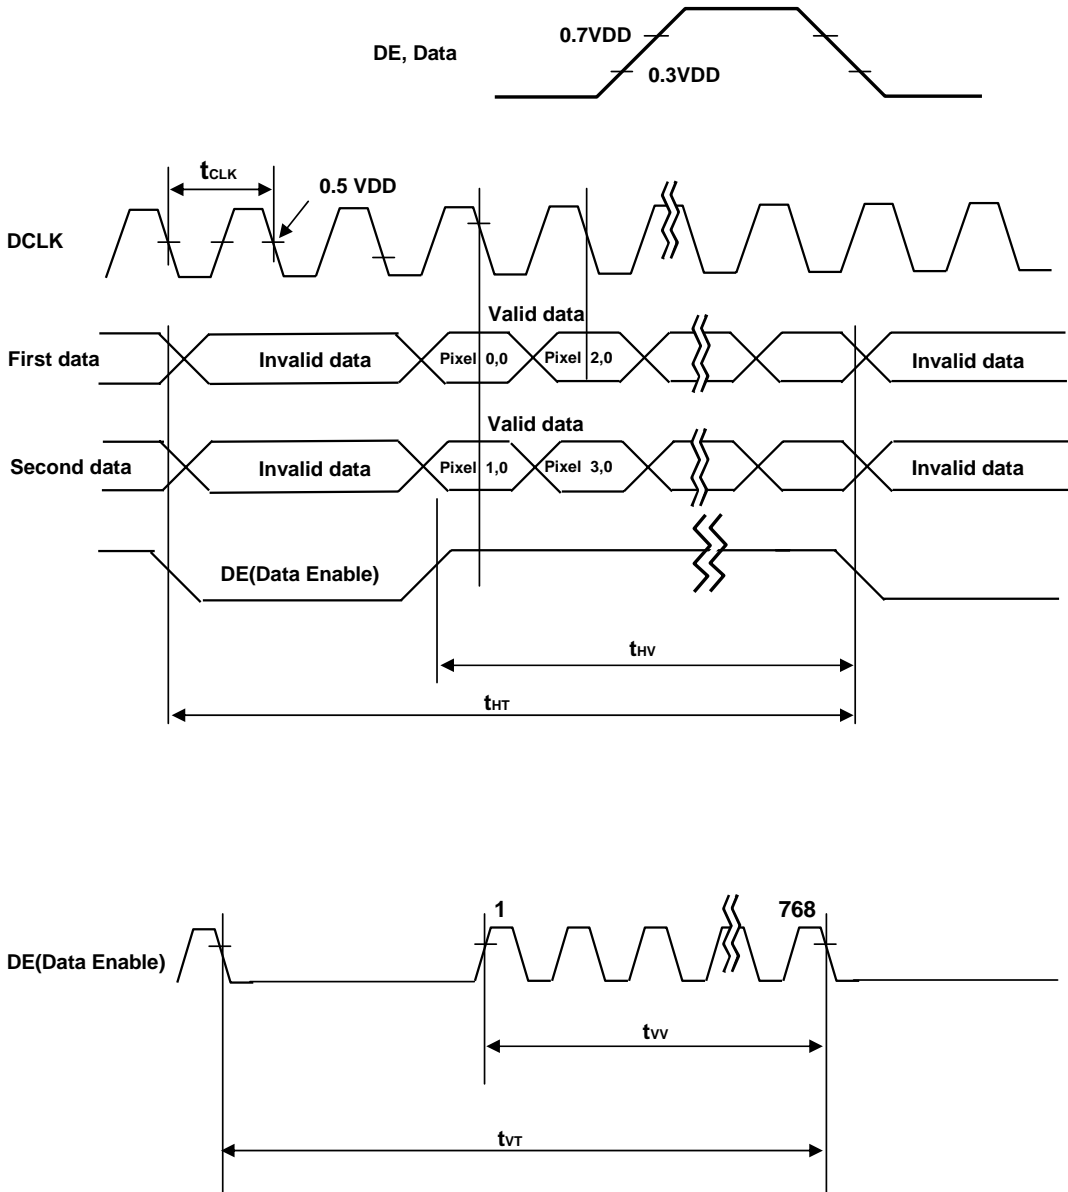 0.7VDD
DE, Data
0.3VDD
tCLK
0.5 VDD
DCLK
Valid data
First data
Invalid data
Pixel 0,0
Pixel 2,0
Invalid data
Valid data
Second data
Invalid data
Pixel 1,0
Pixel 3,0
Invalid data
DE(Data Enable)
tHV
tHT
1
768
DE(Data Enable)
tVV
tVT